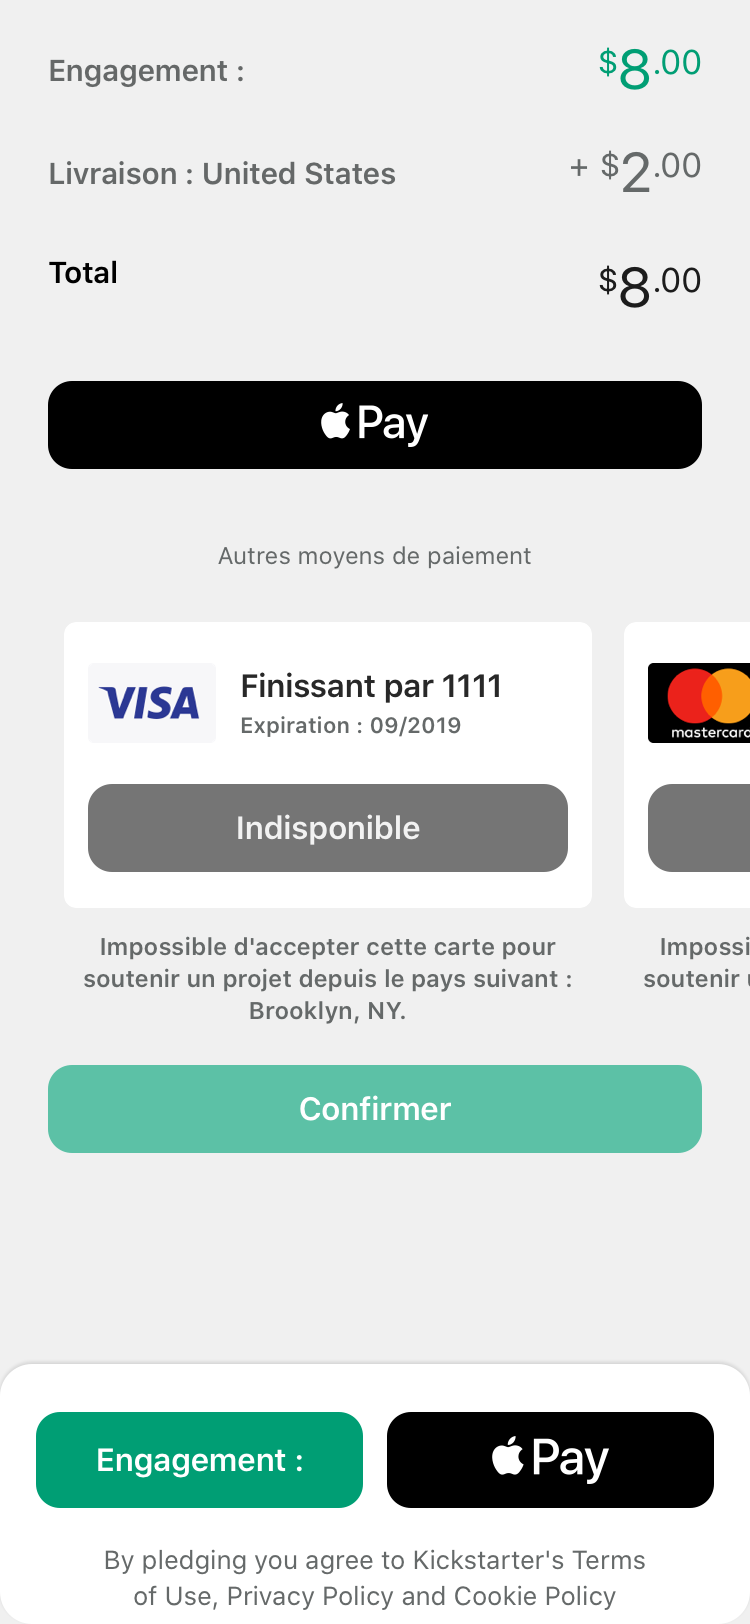 Engagement : $8.00
Livraison : United States + $2.00
Total $8.00
Pay
Autres moyens de paiement
VISA
Finissant par 1111
Expiration : 09/2019
Indisponible
Impossible d'accepter cette carte pour
soutenir un projet depuis le pays suivant :
Brooklyn, NY.
mastercard
Impossi
soutenir
Confirmer
Engagement :
Pay
By pledging you agree to Kickstarter's Terms
of Use, Privacy Policy and Cookie Policy